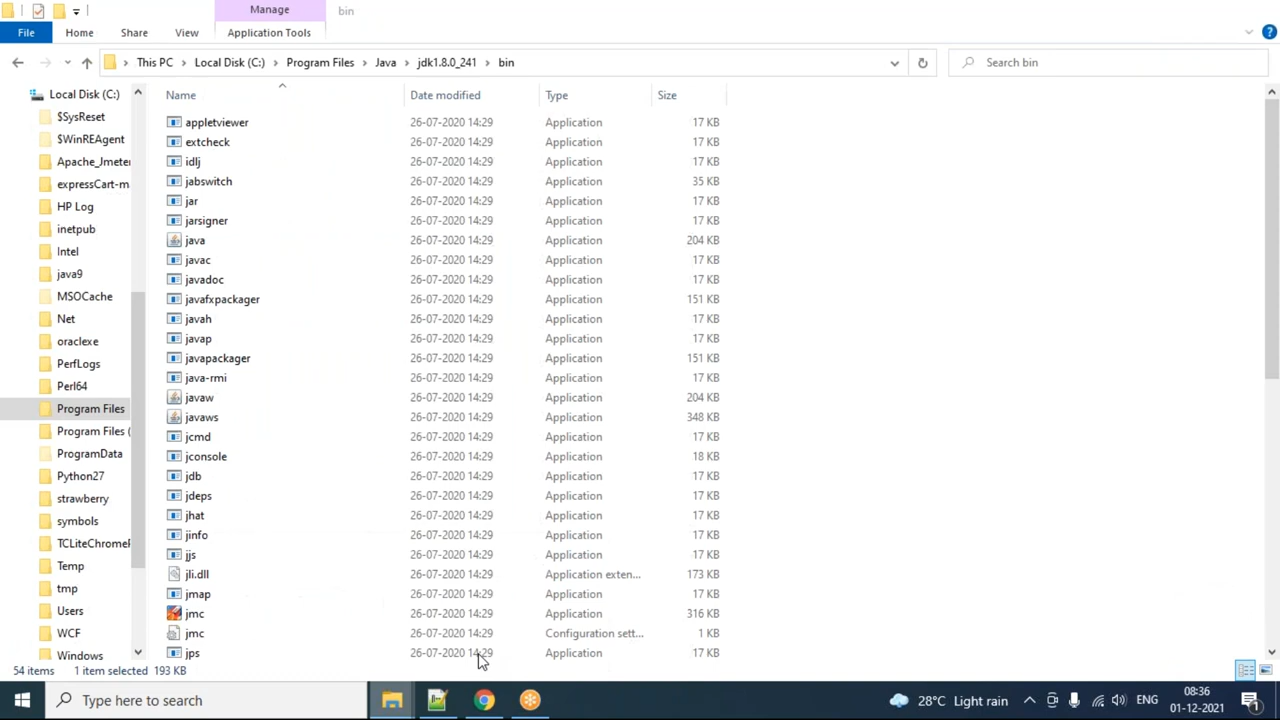 Manage
bin
File
Home
Share
View
Application Tools
This PC > Local Disk (C:) > Program Files > Java > jdk1.8.0_241 > bin
Search bin
Local Disk (C:)
$SysReset
$WinREAgent
Apache_Jmeter
expressCart-m
HP Log
inetpub
Intel
java9
MSOCache
Net
oraclexe
PerfLogs
Perl64
Program Files
Program Files (
ProgramData
Python27
strawberry
symbols
TCLiteChromeF
Temp
tmp
Users
WCF
Windows
Name Date modified Type Size
appletviewer 26-07-2020 14:29 Application 17 KB
extcheck 26-07-2020 14:29 Application 17 KB
idlj 26-07-2020 14:29 Application 17 KB
jabswitch 26-07-2020 14:29 Application 35 KB
jar 26-07-2020 14:29 Application 17 KB
jarsigner 26-07-2020 14:29 Application 17 KB
java 26-07-2020 14:29 Application 204 KB
javac 26-07-2020 14:29 Application 17 KB
javadoc 26-07-2020 14:29 Application 17 KB
javafxpackager 26-07-2020 14:29 Application 151 KB
javah 26-07-2020 14:29 Application 17 KB
javap 26-07-2020 14:29 Application 17 KB
javapackager 26-07-2020 14:29 Application 151 KB
java-rmi 26-07-2020 14:29 Application 17 KB
javaw 26-07-2020 14:29 Application 204 KB
javaws 26-07-2020 14:29 Application 348 KB
jcmd 26-07-2020 14:29 Application 17 KB
jconsole 26-07-2020 14:29 Application 18 KB
jdb 26-07-2020 14:29 Application 17 KB
jdeps 26-07-2020 14:29 Application 17 KB
jhat 26-07-2020 14:29 Application 17 KB
jinfo 26-07-2020 14:29 Application 17 KB
jjs 26-07-2020 14:29 Application 17 KB
jli.dll 26-07-2020 14:29 Application exten... 173 KB
jmap 26-07-2020 14:29 Application 17 KB
jmc 26-07-2020 14:29 Application 316 KB
jmc 26-07-2020 14:29 Configuration sett... 1 KB
jps 26-07-2020 14:29 Application 17 KB
54 items 1 item selected 193 KB
Type here to search
28°C Light rain
ENG
08:36
01-12-2021